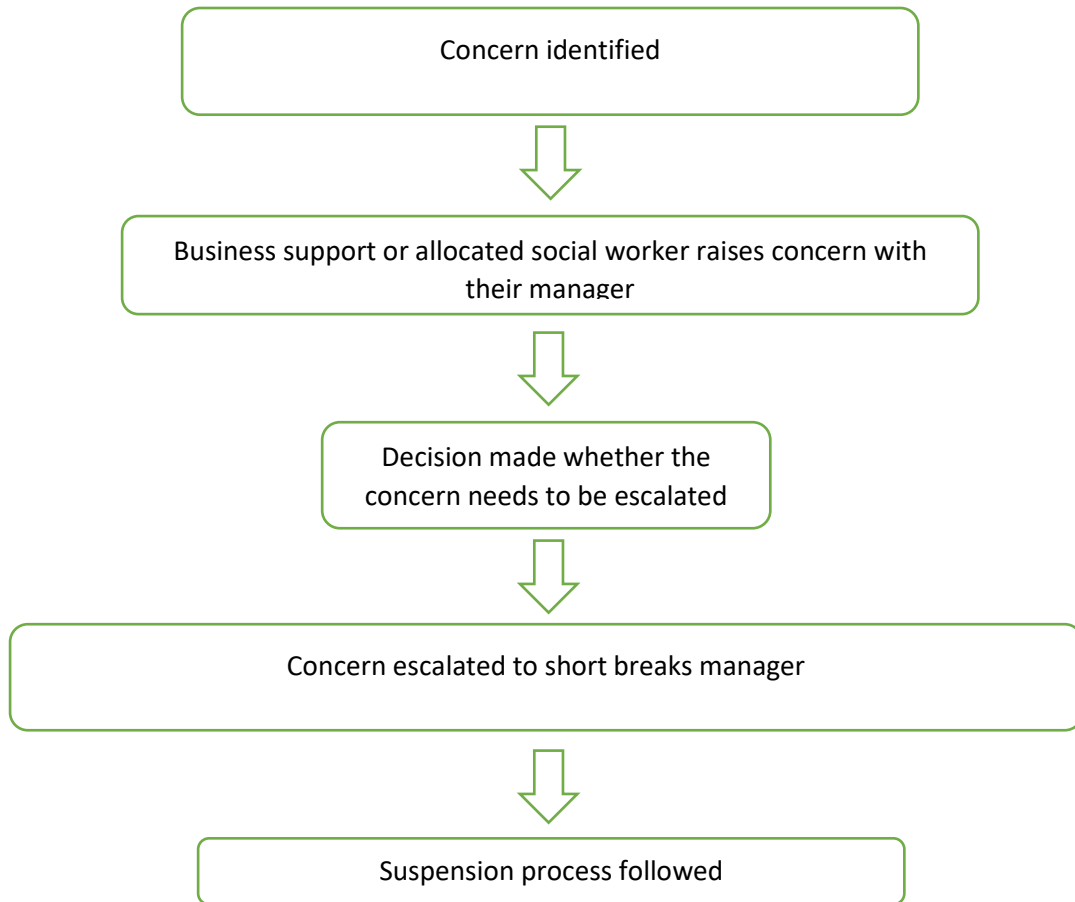 Concern identified
Business support or allocated social worker raises concern with
their manager
Decision made whether the
concern needs to be escalated
Concern escalated to short breaks manager
Suspension process followed